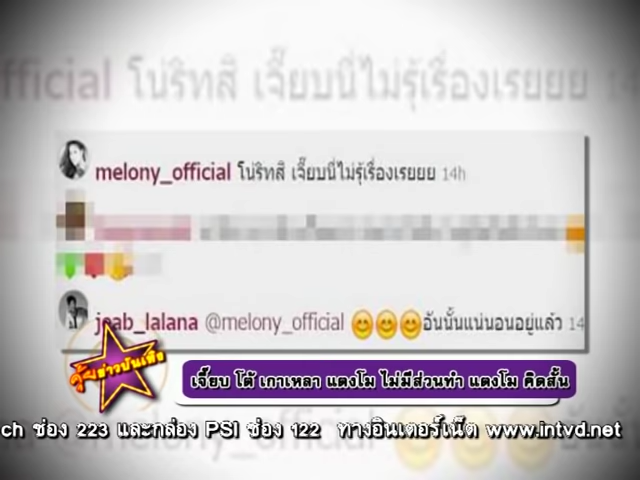 official โน่ริทสิ เจี๊ยบนี่ไม่รุ้เรื่องเรยยย
melony_official โน่ริทสิ เจี๊ยบนี่ไม่รุ้เรื่องเรยยย 14h
joab_lalana @melony_official 😊😊😊อันนั้นแน่นอนอยู่แล้ว 14
คุ้ยข่าวบันเทิง
เจี๊ยบ โต้ เกาเหลา แตงโม ไม่มีส่วนทำ แตงโม คิดสั้น
ch ช่อง 223 และกล่อง PSI ช่อง 122 ทางอินเตอร์เน็ต www.intvd.net